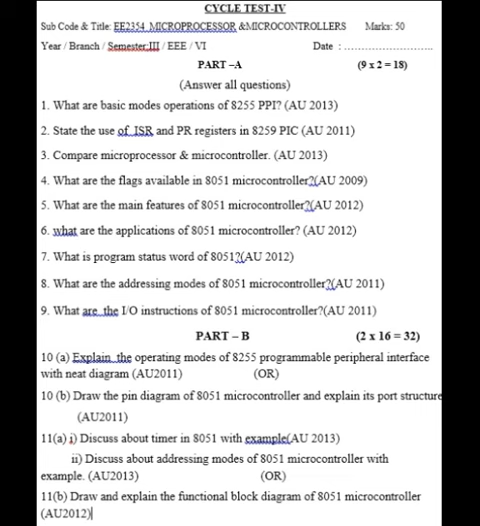 CYCLE TEST-IV
Sub Code & Title: EE2354 MICROPROCESSOR &MICROCONTROLLERS Marks: 50
Year / Branch / Semester:III / EEE / VI Date : ............................
PART –A (9 x 2 = 18)
(Answer all questions)
1. What are basic modes operations of 8255 PPI? (AU 2013)
2. State the use of ISR and PR registers in 8259 PIC (AU 2011)
3. Compare microprocessor & microcontroller. (AU 2013)
4. What are the flags available in 8051 microcontroller?(AU 2009)
5. What are the main features of 8051 microcontroller?(AU 2012)
6. what are the applications of 8051 microcontroller? (AU 2012)
7. What is program status word of 8051?(AU 2012)
8. What are the addressing modes of 8051 microcontroller?(AU 2011)
9. What are the I/O instructions of 8051 microcontroller?(AU 2011)
PART – B (2 x 16 = 32)
10 (a) Explain the operating modes of 8255 programmable peripheral interface
with neat diagram (AU2011) (OR)
10 (b) Draw the pin diagram of 8051 microcontroller and explain its port structure
(AU2011)
11(a) i) Discuss about timer in 8051 with example(AU 2013)
ii) Discuss about addressing modes of 8051 microcontroller with
example. (AU2013) (OR)
11(b) Draw and explain the functional block diagram of 8051 microcontroller
(AU2012)